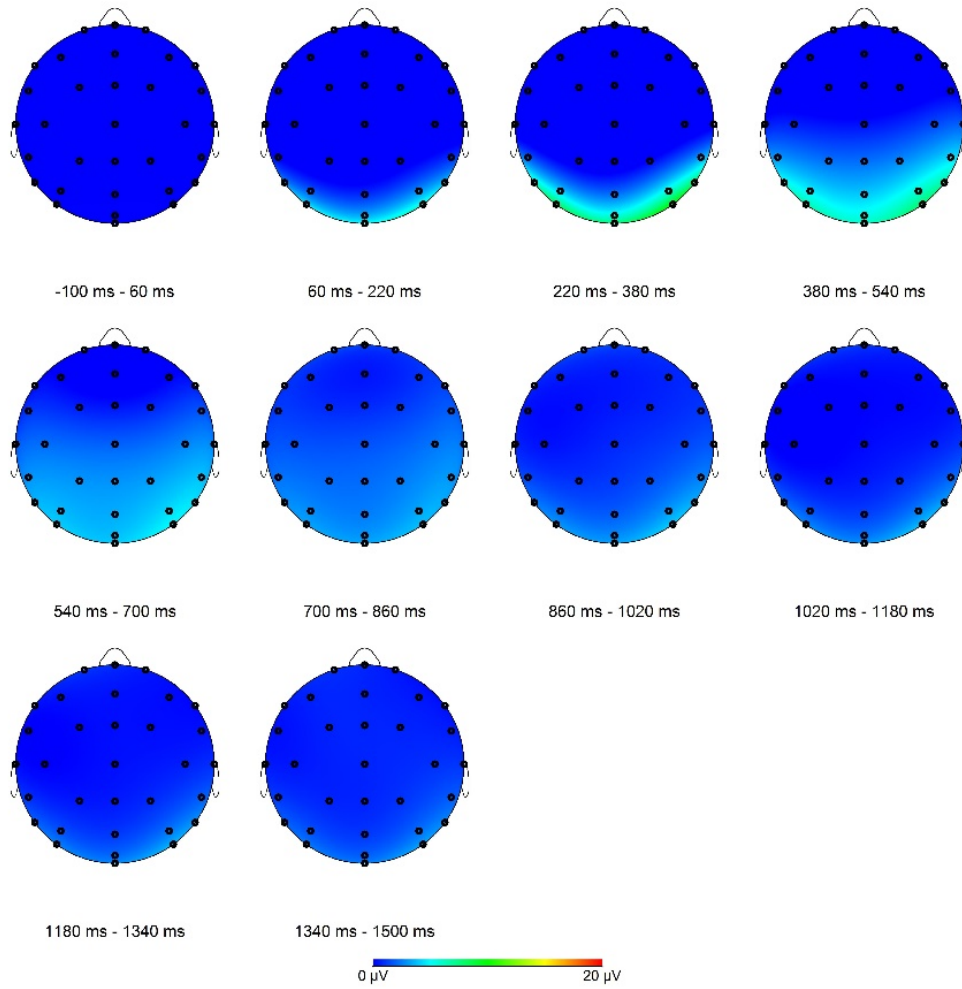 -100 ms - 60 ms
60 ms - 220 ms
220 ms - 380 ms
380 ms - 540 ms
540 ms - 700 ms
700 ms - 860 ms
860 ms - 1020 ms
1020 ms - 1180 ms
1180 ms - 1340 ms
1340 ms - 1500 ms
0 µV
20 µV